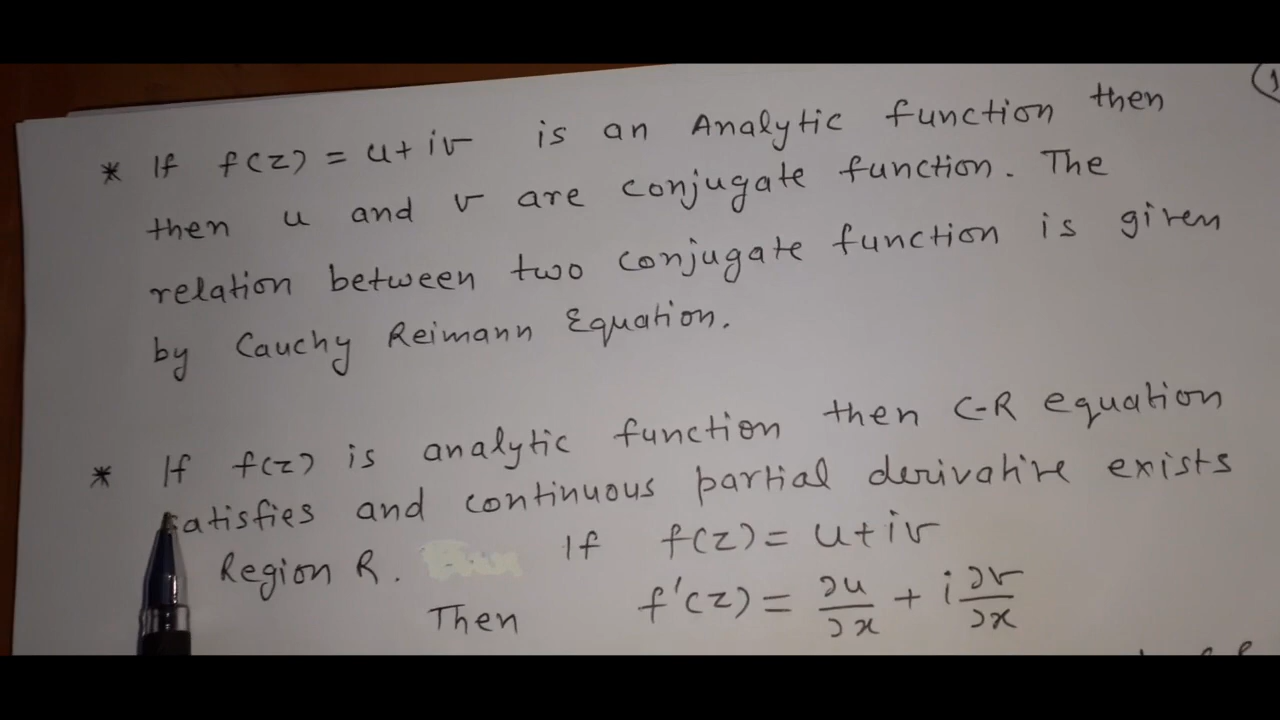 * If f(z) = u + iv is an Analytic function then
then u and v are conjugate function. The
relation between two conjugate function is given
by Cauchy Reimann Equation.
* If f(z) is analytic function then C-R equation
satisfies and continuous partial derivative exists
Region R. If f(z) = u + iv
Then f'(z) = ∂u/∂x + i ∂v/∂x